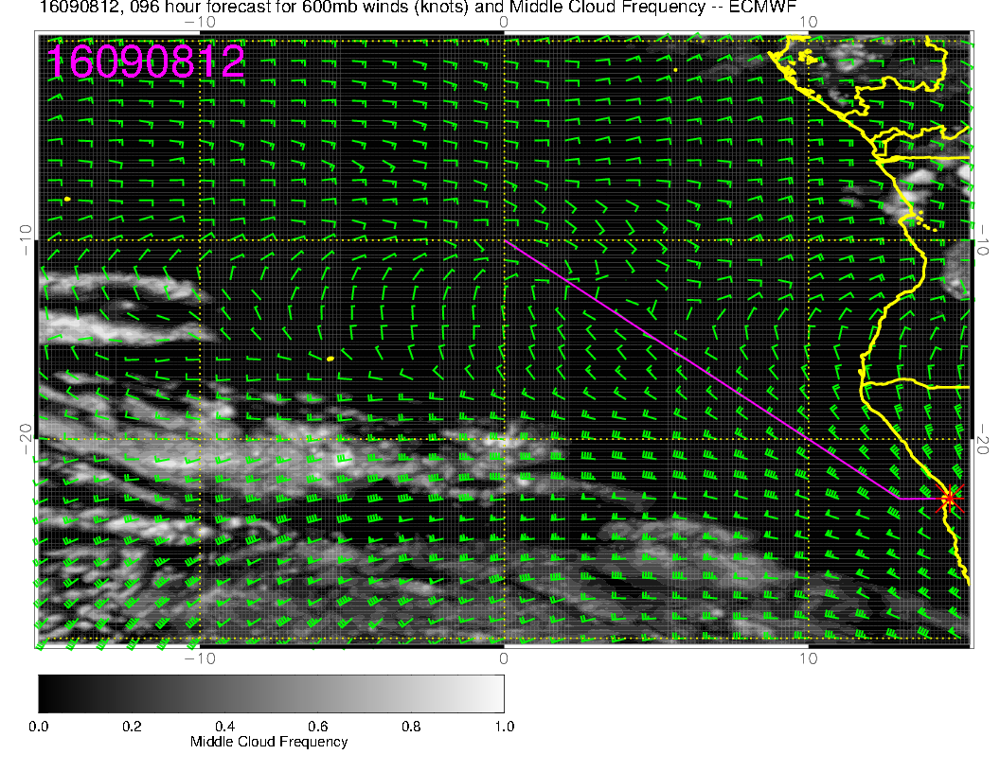 16090812, 096 hour forecast for 600mb winds (knots) and Middle Cloud Frequency -- ECMWF
−10 0 10
16090812
−10 −10
−20 −20
−10 0 10
0.0 0.2 0.4 0.6 0.8 1.0
Middle Cloud Frequency